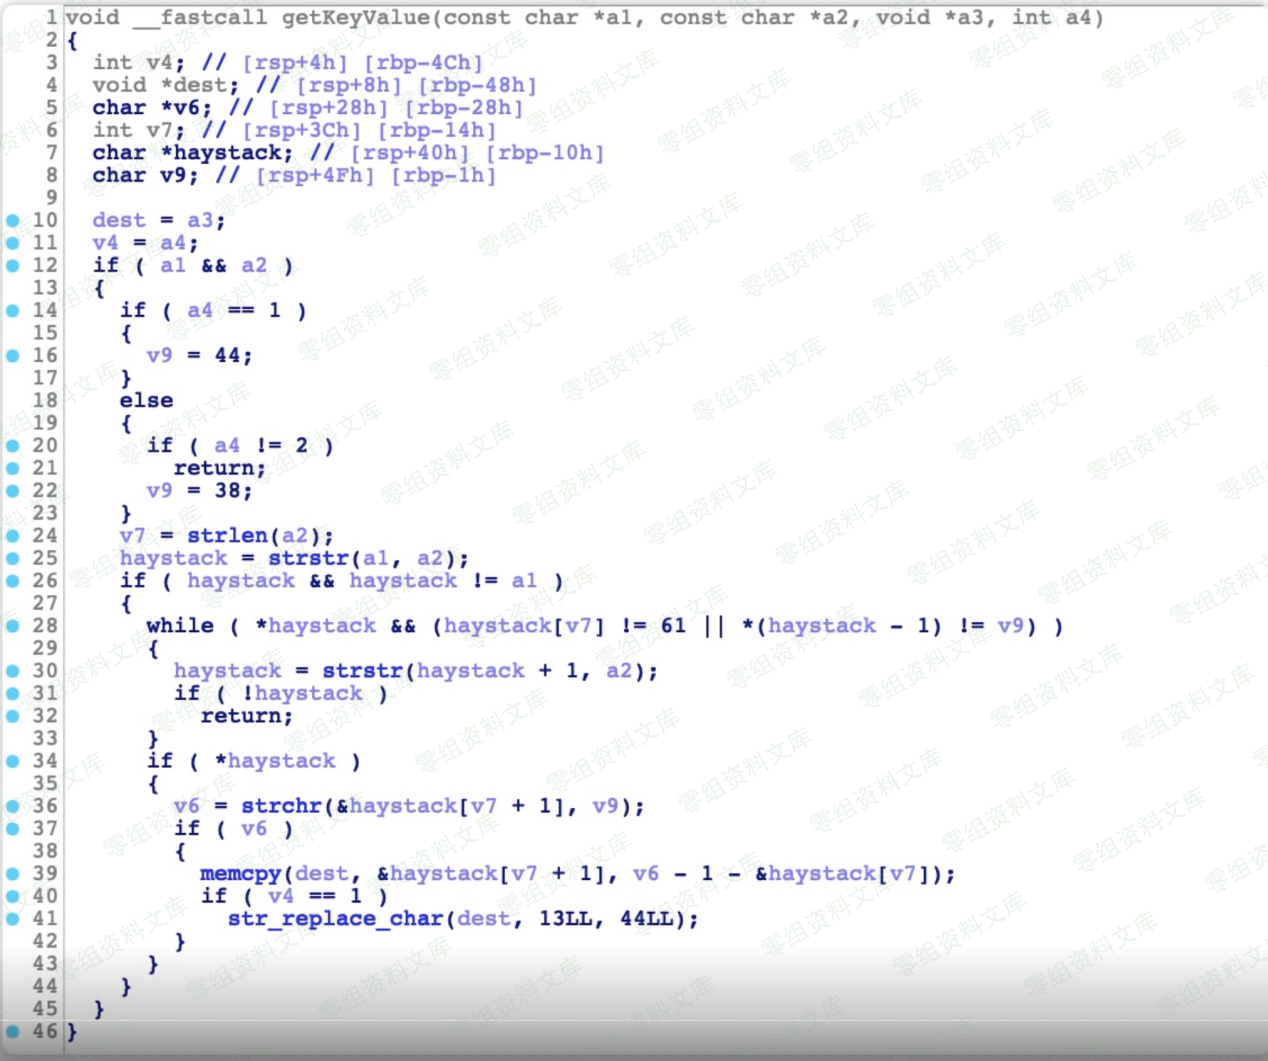 1 void __fastcall getKeyValue(const char *a1, const char *a2, void *a3, int a4)
2 {
3 int v4; // [rsp+4h] [rbp-4Ch]
4 void *dest; // [rsp+8h] [rbp-48h]
5 char *v6; // [rsp+28h] [rbp-28h]
6 int v7; // [rsp+3Ch] [rbp-14h]
7 char *haystack; // [rsp+40h] [rbp-10h]
8 char v9; // [rsp+4Fh] [rbp-1h]
9
10 dest = a3;
11 v4 = a4;
12 if ( a1 && a2 )
13 {
14 if ( a4 == 1 )
15 {
16 v9 = 44;
17 }
18 else
19 {
20 if ( a4 != 2 )
21 return;
22 v9 = 38;
23 }
24 v7 = strlen(a2);
25 haystack = strstr(a1, a2);
26 if ( haystack && haystack != a1 )
27 {
28 while ( *haystack && (haystack[v7] != 61 || *(haystack - 1) != v9) )
29 {
30 haystack = strstr(haystack + 1, a2);
31 if ( !haystack )
32 return;
33 }
34 if ( *haystack )
35 {
36 v6 = strchr(&haystack[v7 + 1], v9);
37 if ( v6 )
38 {
39 memcpy(dest, &haystack[v7 + 1], v6 - 1 - &haystack[v7]);
40 if ( v4 == 1 )
41 str_replace_char(dest, 13LL, 44LL);
42 }
43 }
44 }
45 }
46 }
零组资料文库